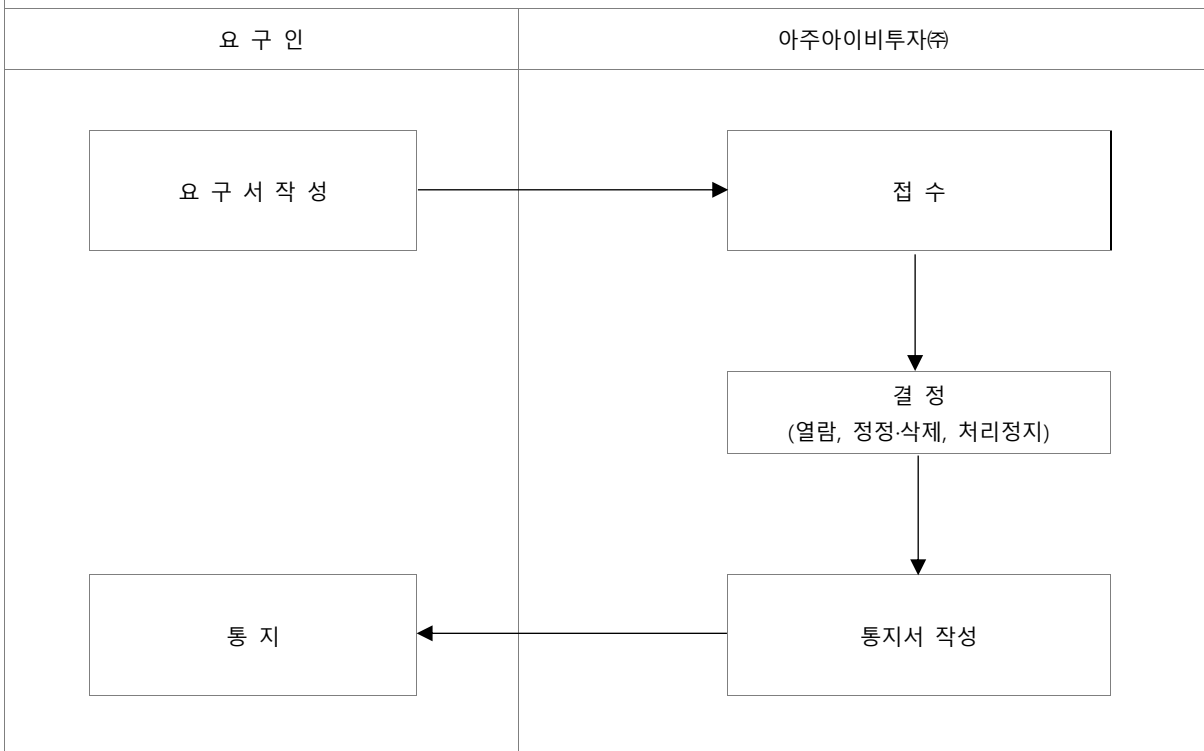 요 구 인
아주아이비투자㈜
요 구 서 작 성
접 수
결 정
(열람, 정정·삭제, 처리정지)
통 지
통지서 작성